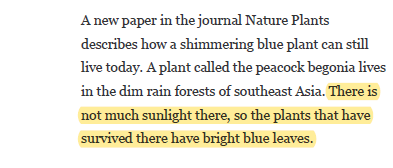 A new paper in the journal Nature Plants
describes how a shimmering blue plant can still
live today. A plant called the peacock begonia lives
in the dim rain forests of southeast Asia. There is
not much sunlight there, so the plants that have
survived there have bright blue leaves.